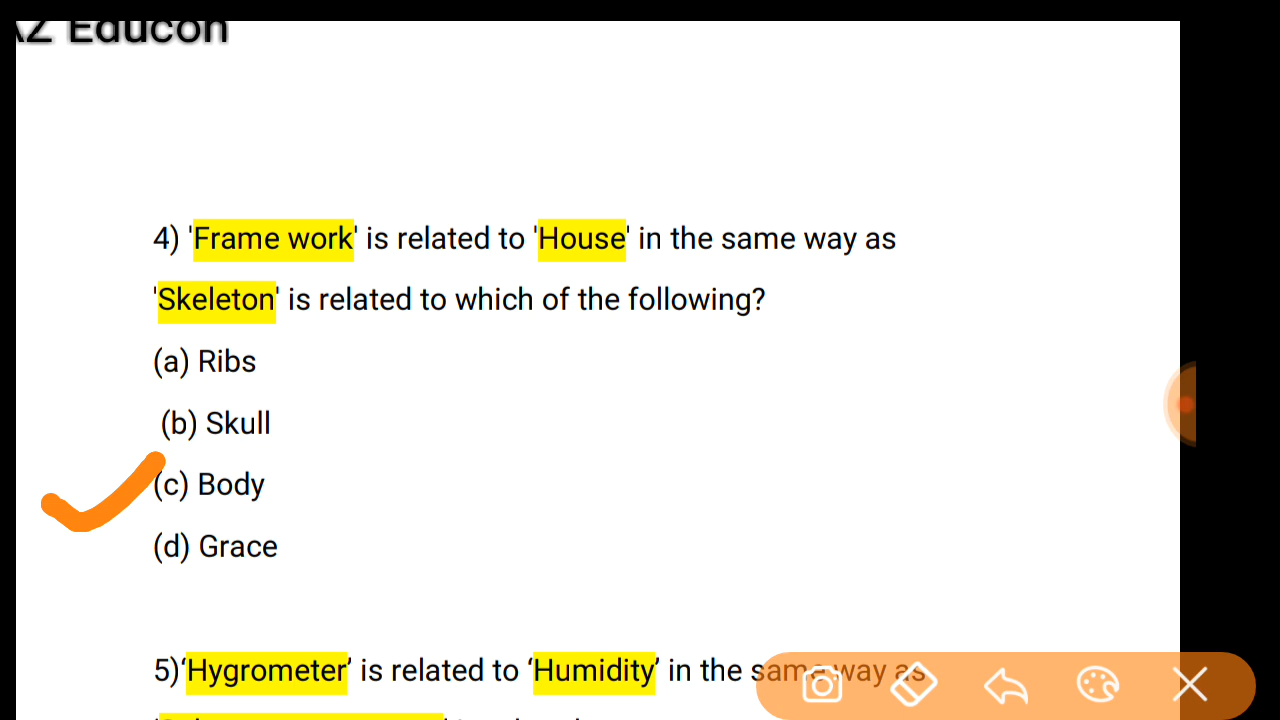 AZ Educon
4) 'Frame work' is related to 'House' in the same way as
'Skeleton' is related to which of the following?
(a) Ribs
(b) Skull
(c) Body
(d) Grace
5)‘Hygrometer’ is related to ‘Humidity’ in the same way as